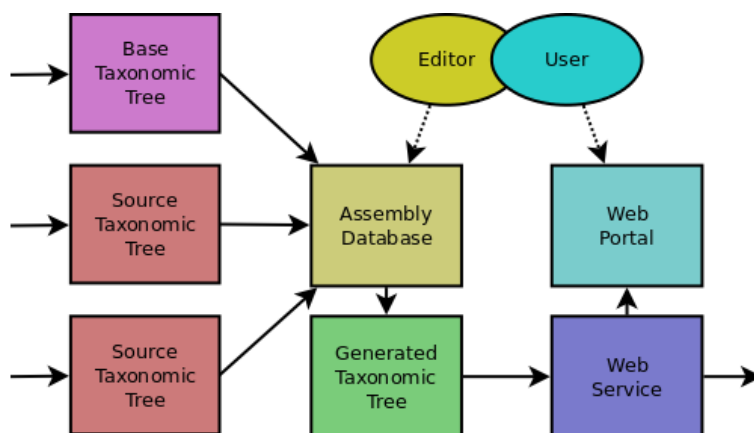 Base
Taxonomic
Tree
Editor
User
Source
Taxonomic
Tree
Assembly
Database
Web
Portal
Source
Taxonomic
Tree
Generated
Taxonomic
Tree
Web
Service